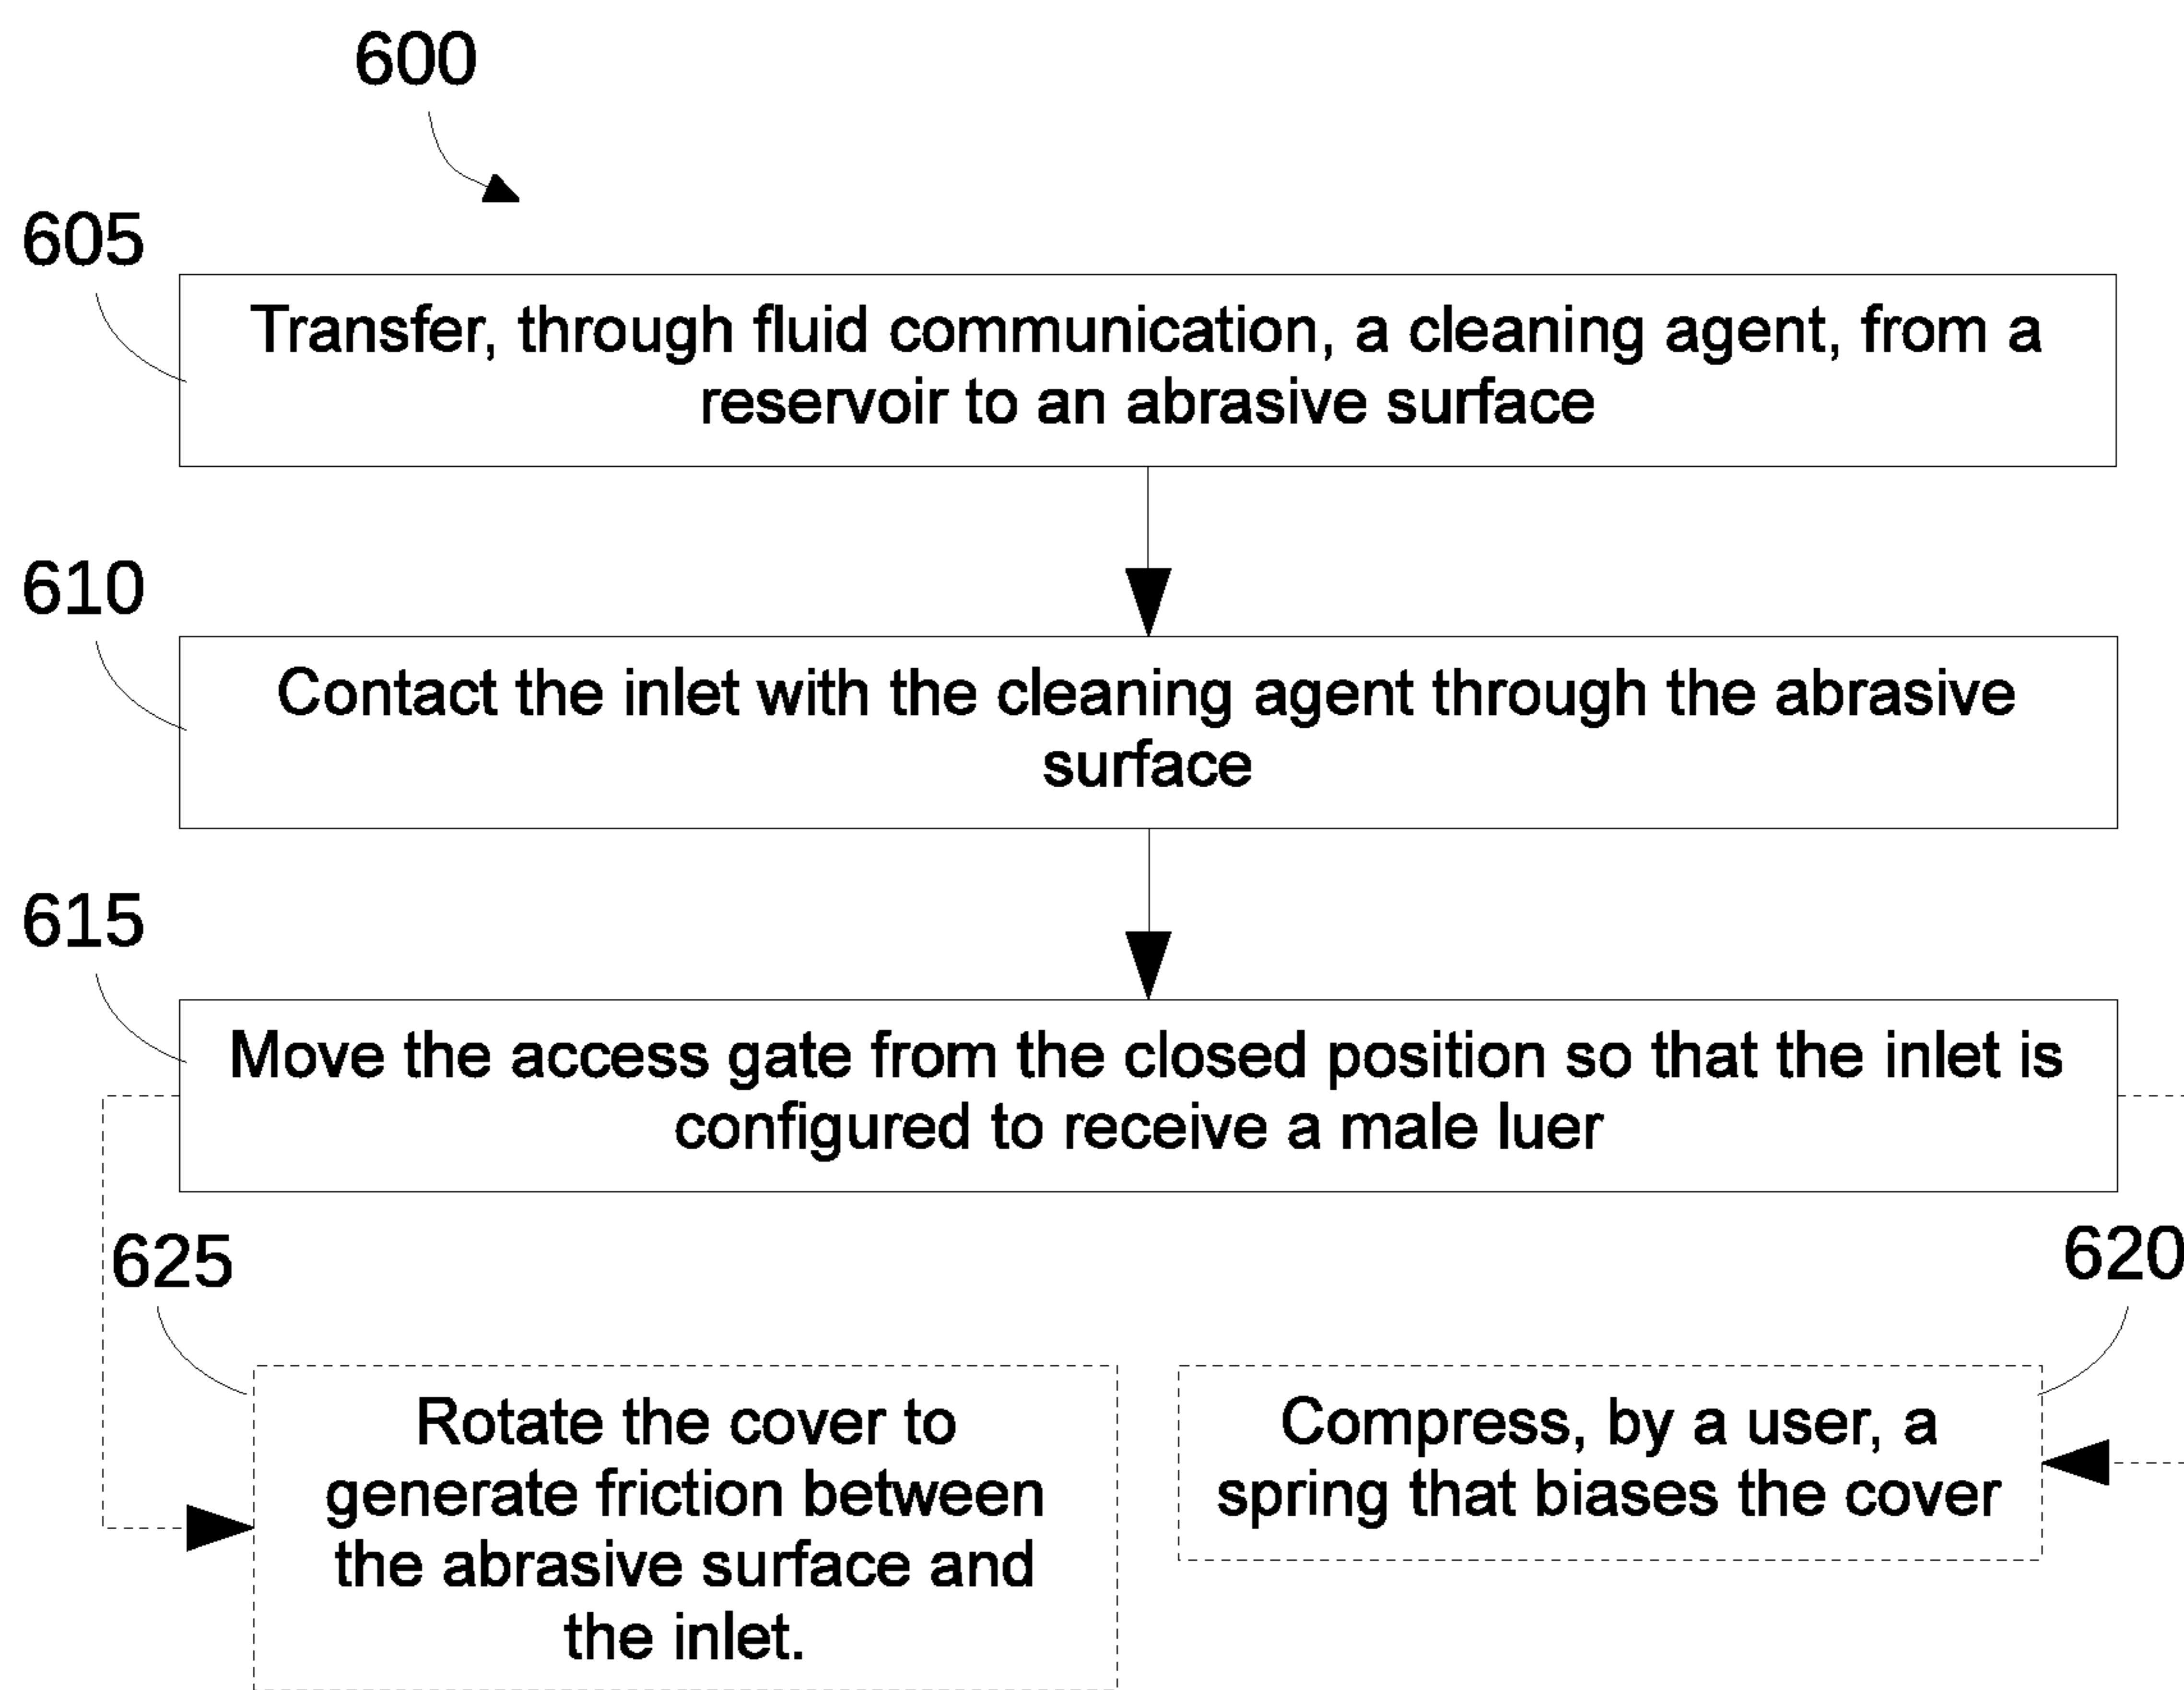 600
605
Transfer, through fluid communication, a cleaning agent, from a
reservoir to an abrasive surface
610
Contact the inlet with the cleaning agent through the abrasive
surface
615
Move the access gate from the closed position so that the inlet is
configured to receive a male luer
625
620
Rotate the cover to
generate friction between
the abrasive surface and
the inlet.
Compress, by a user, a
spring that biases the cover